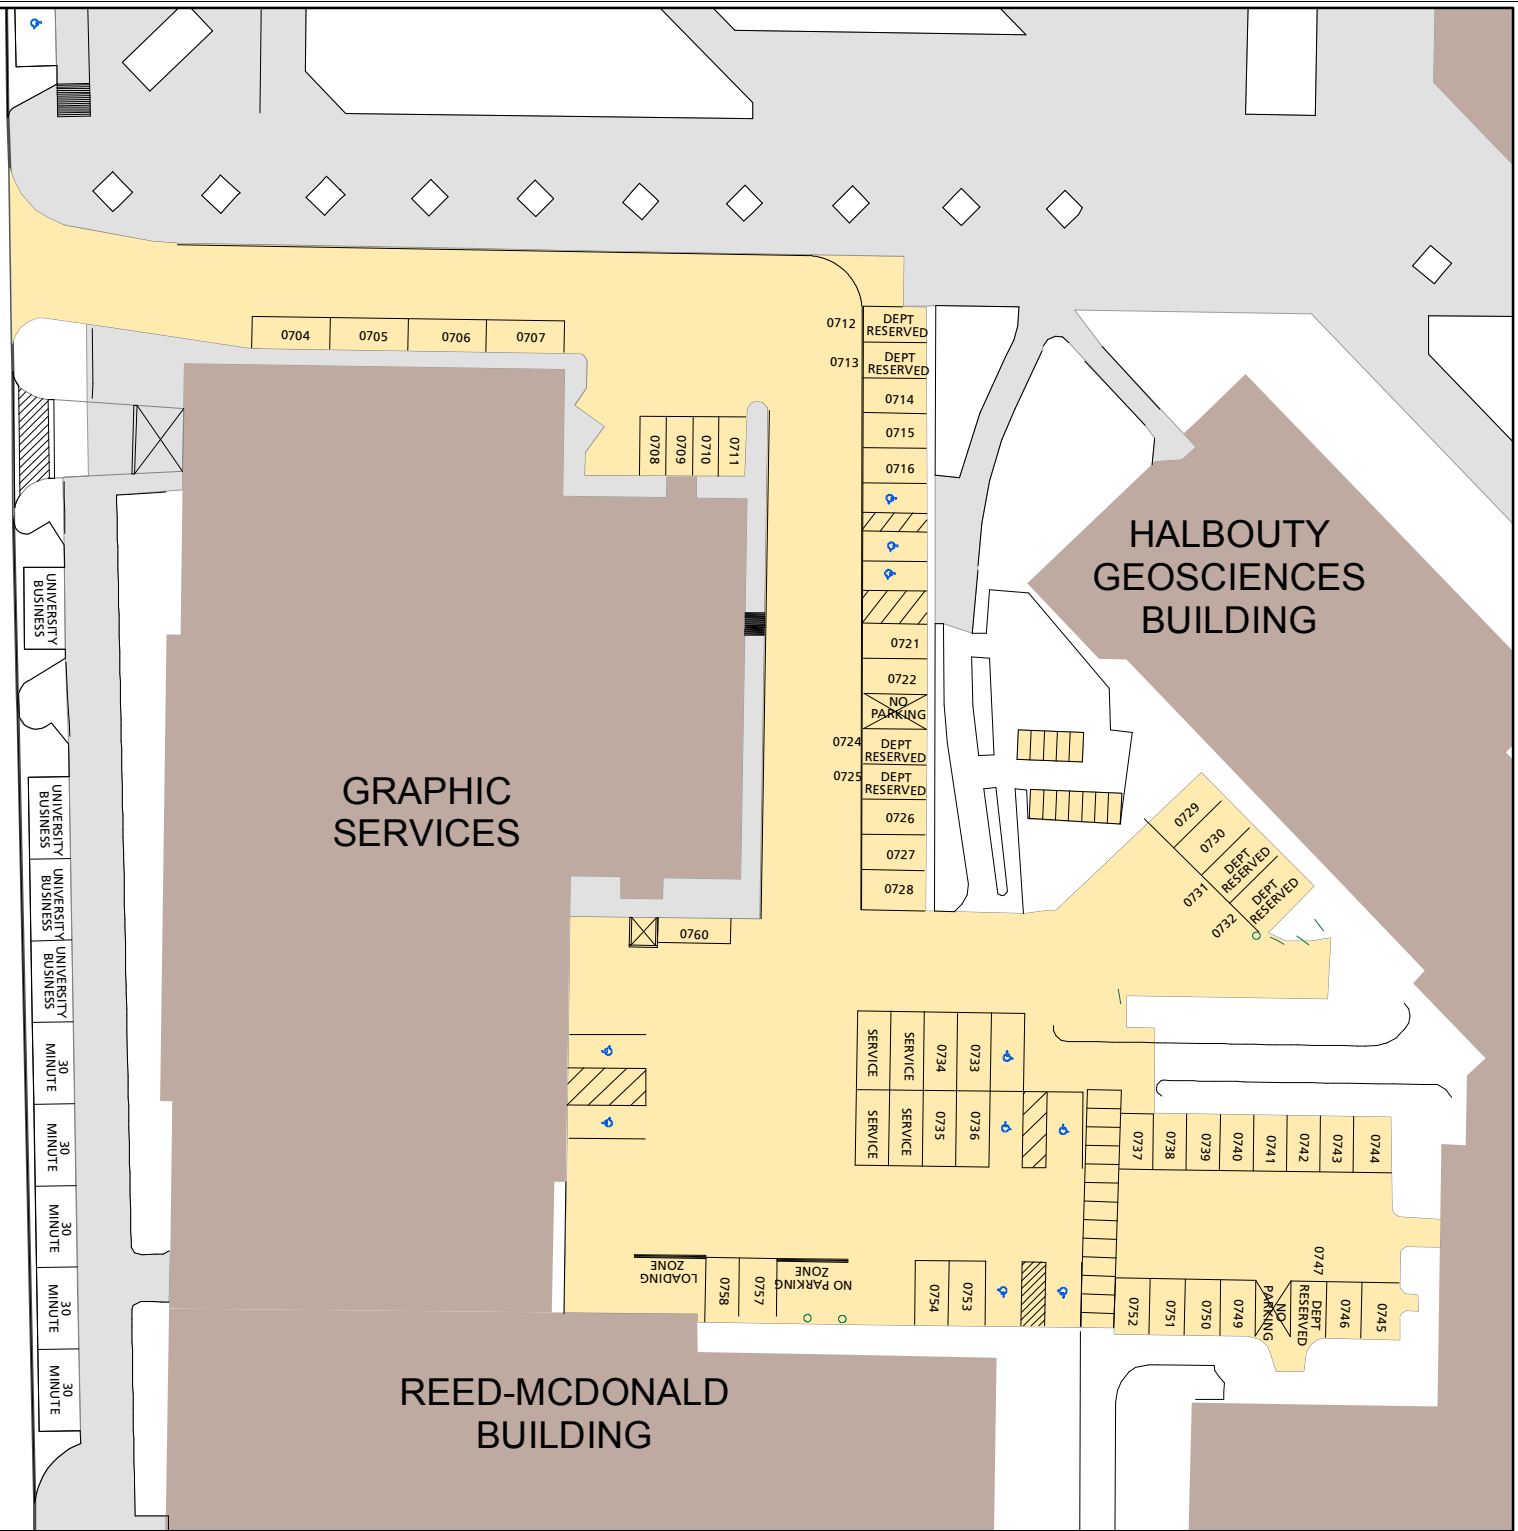 0704
0705
0706
0707
0708
0709
0710
0711
0712
DEPT
RESERVED
0713
DEPT
RESERVED
0714
0715
0716
0721
0722
NO
PARKING
0724
DEPT
RESERVED
0725
DEPT
RESERVED
0726
0727
0728
HALBOUTY
GEOSCIENCES
BUILDING
GRAPHIC
SERVICES
UNIVERSITY
BUSINESS
UNIVERSITY
BUSINESS
UNIVERSITY
BUSINESS
UNIVERSITY
BUSINESS
30
MINUTE
30
MINUTE
30
MINUTE
30
MINUTE
30
MINUTE
0729
0730
DEPT
RESERVED
0731
DEPT
RESERVED
0732
0760
SERVICE
SERVICE
0734
0733
SERVICE
SERVICE
0735
0736
0737
0738
0739
0740
0741
0742
0743
0744
0747
LOADING
ZONE
0758
0757
NO PARKING
ZONE
0754
0753
0752
0751
0750
0749
NO
PARKING
DEPT
RESERVED
0746
0745
REED-MCDONALD
BUILDING